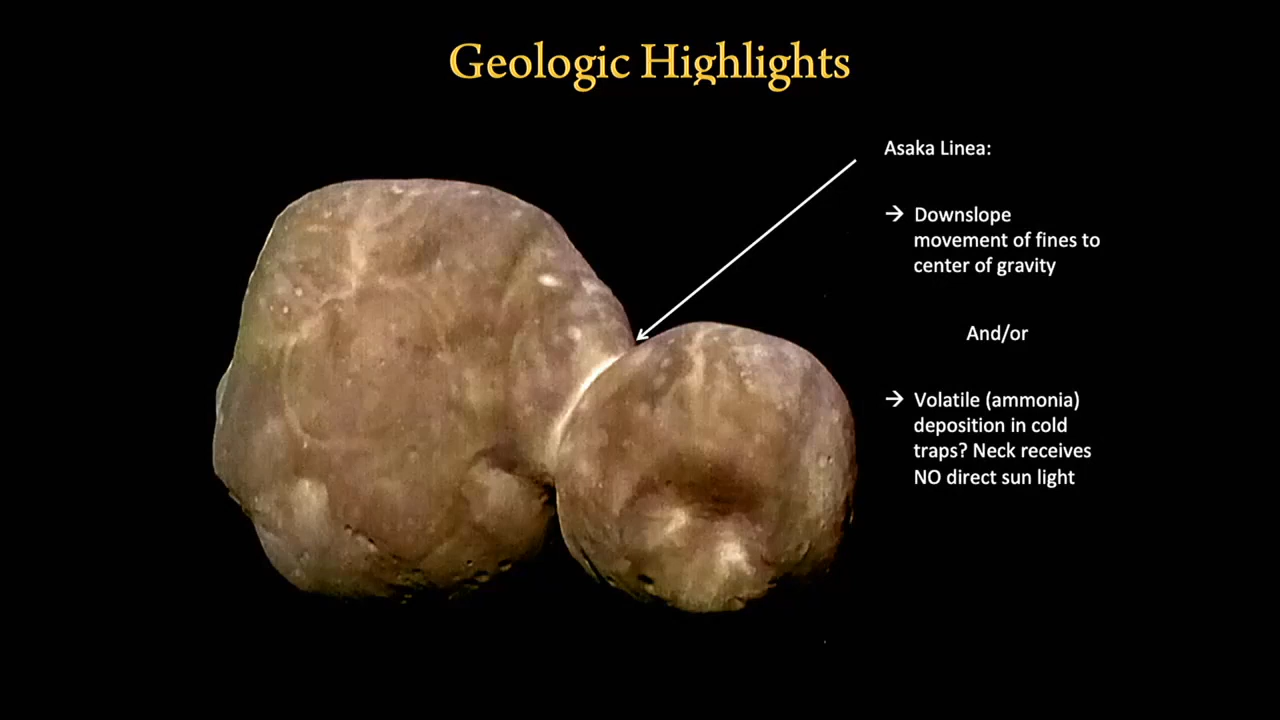 Geologic Highlights
Asaka Linea:
→ Downslope
movement of fines to
center of gravity
And/or
→ Volatile (ammonia)
deposition in cold
traps? Neck receives
NO direct sun light